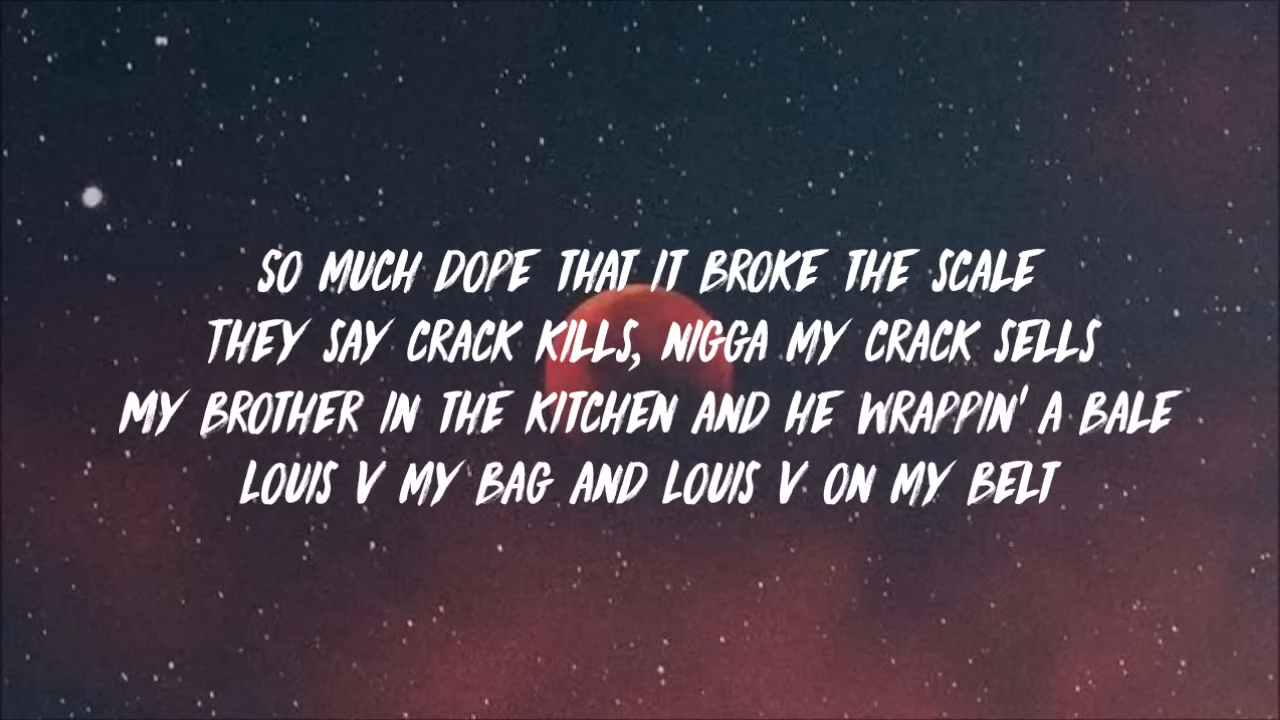 SO MUCH DOPE THAT IT BROKE THE SCALE
THEY SAY CRACK KILLS, NIGGA MY CRACK SELLS
MY BROTHER IN THE KITCHEN AND HE WRAPPIN' A BALE
LOUIS V MY BAG AND LOUIS V ON MY BELT